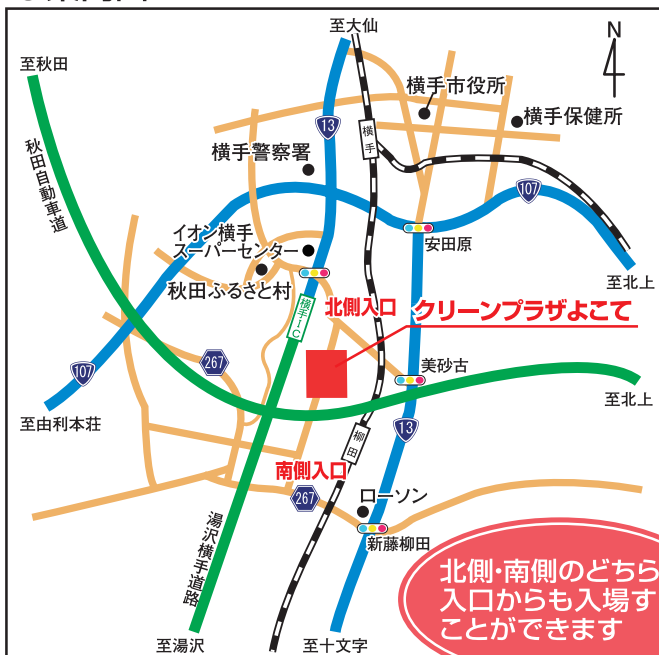 至大仙
N
至秋田
横手市役所
横手保健所
13
横手
横手警察署
秋田自動車道
107
イオン横手
スーパーセンター
安田原
秋田ふるさと村
至北上
横手IC
北側入口
クリーンプラザよこて
267
107
美砂古
至北上
至由利本荘
13
柳田
南側入口
267
ローソン
湯沢横手道路
新藤柳田
北側・南側のどちら
入口からも入場す
ことができます
至湯沢
至十文字